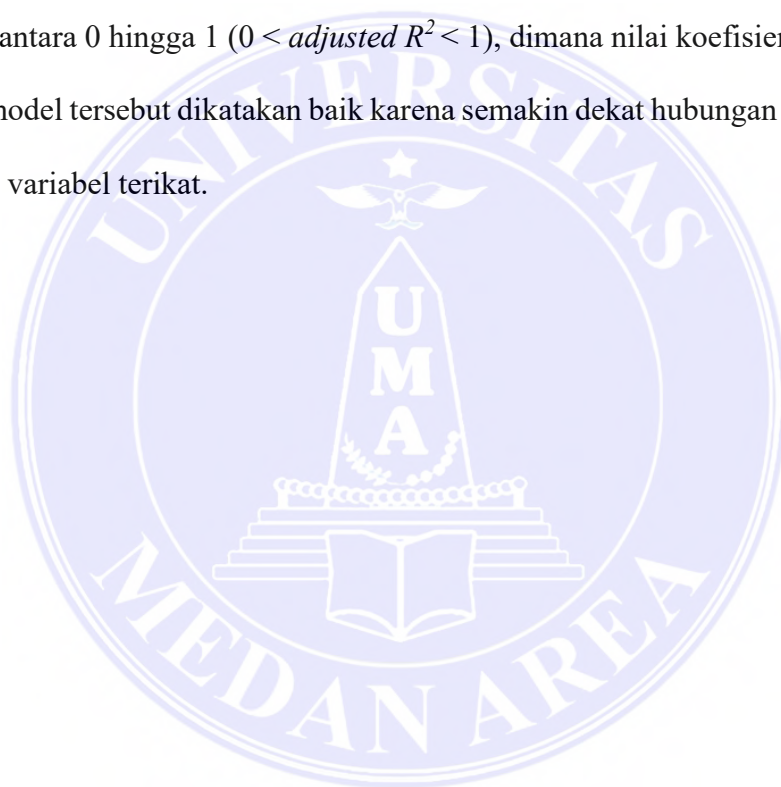 antara 0 hingga 1 (0 < adjusted R² < 1), dimana nilai koefisien
model tersebut dikatakan baik karena semakin dekat hubungan
variabel terikat.
UNIVERSITAS
U
M
A
MEDAN AREA